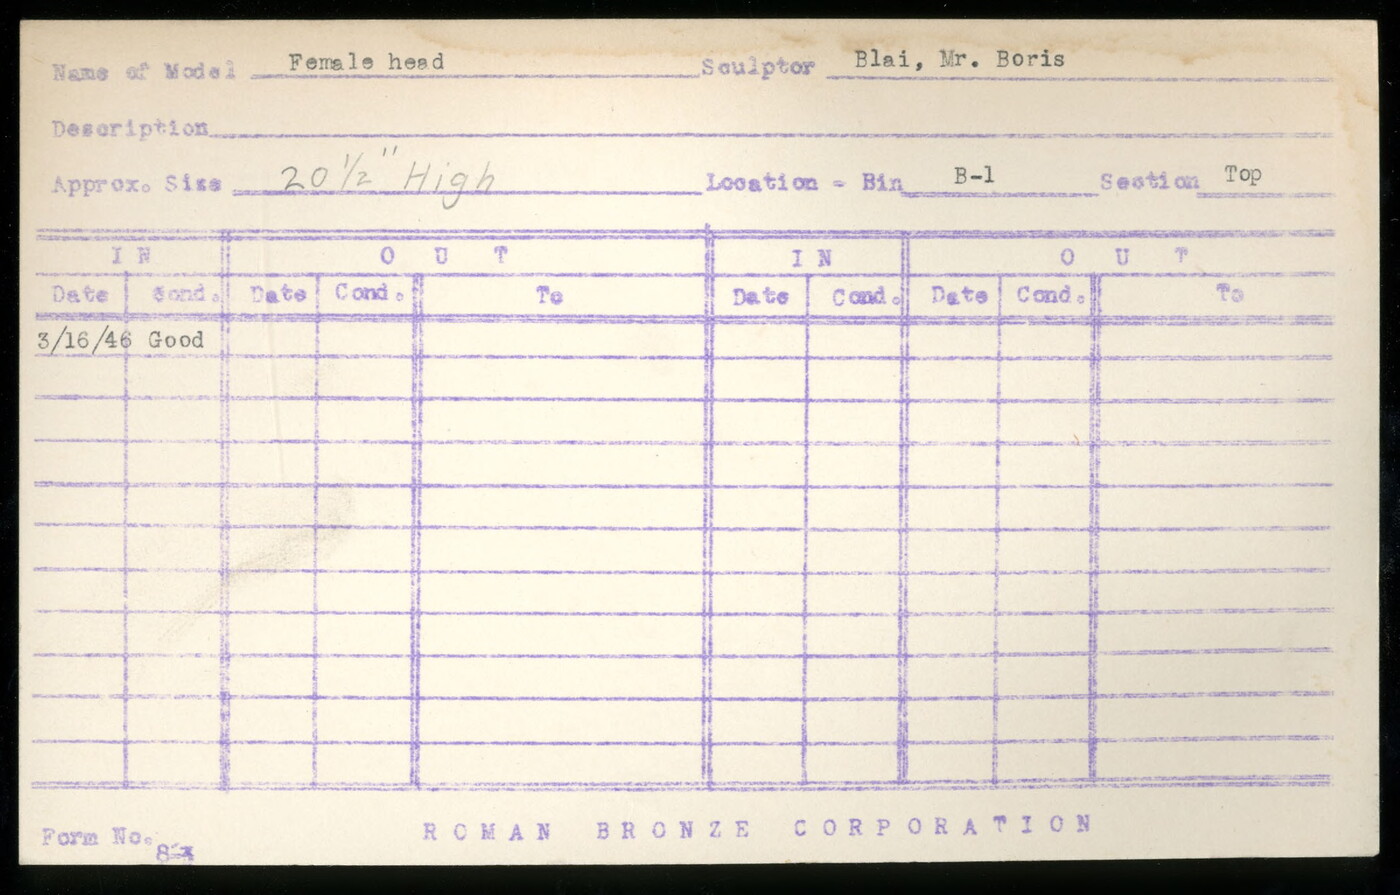 Name of Model Female head Sculptor Blai, Mr. Boris
Description
Approx. Size 20 1/2" High Location - Bin B-1 Section Top
IN OUT IN OUT
Date Cond. Date Cond. To Date Cond. Date Cond. To
3/16/46 Good
ROMAN BRONZE CORPORATION
Form No.